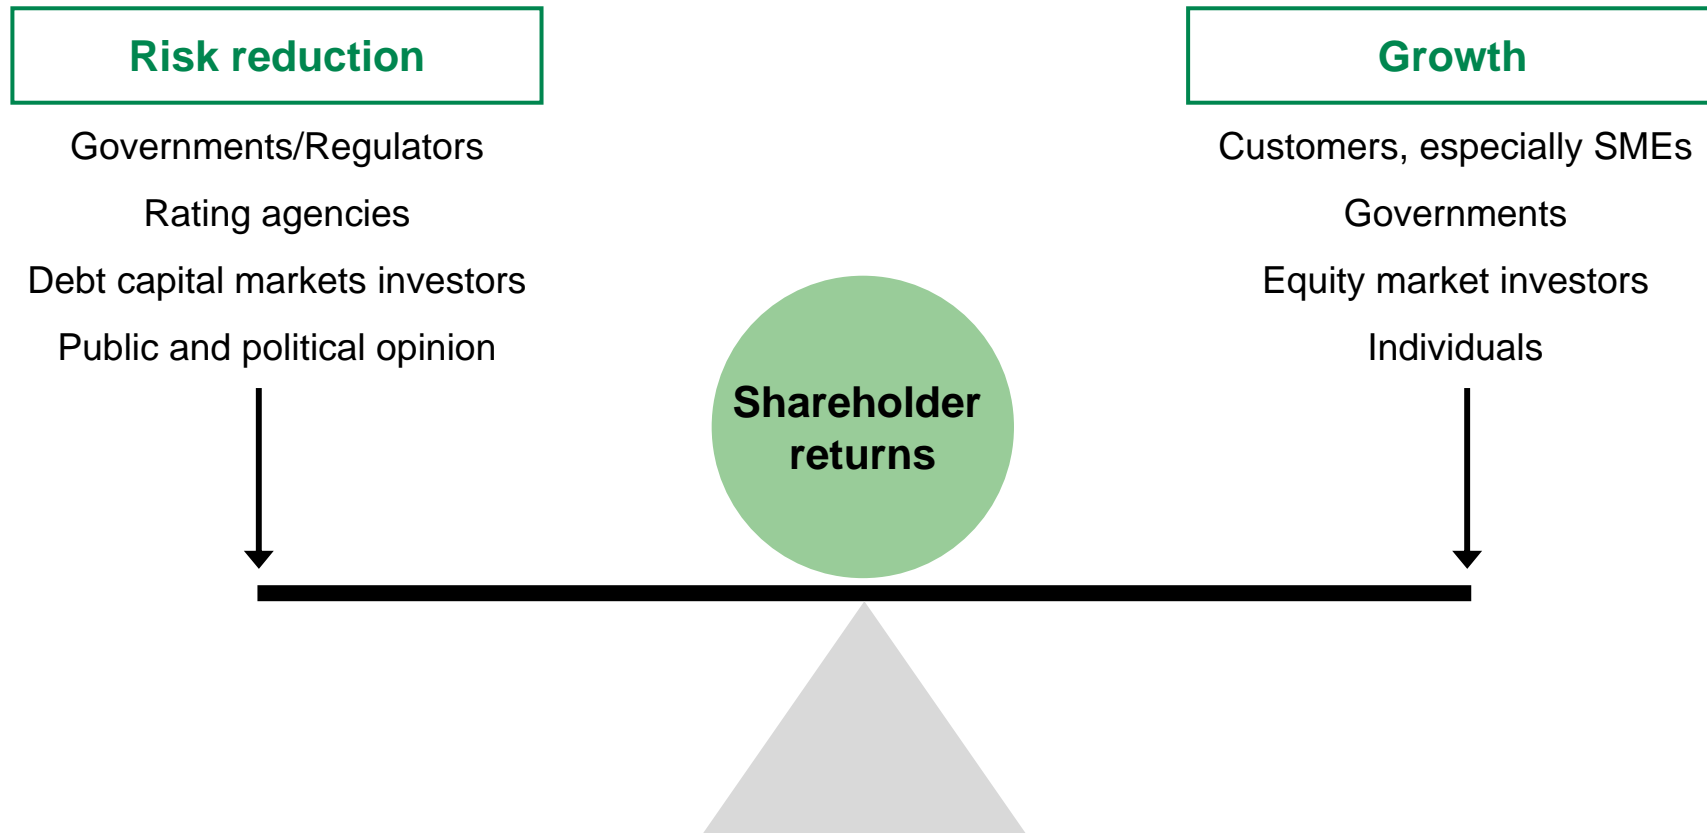 Risk reduction
Governments/Regulators
Rating agencies
Debt capital markets investors
Public and political opinion
Growth
Customers, especially SMEs
Governments
Equity market investors
Individuals
Shareholder
returns